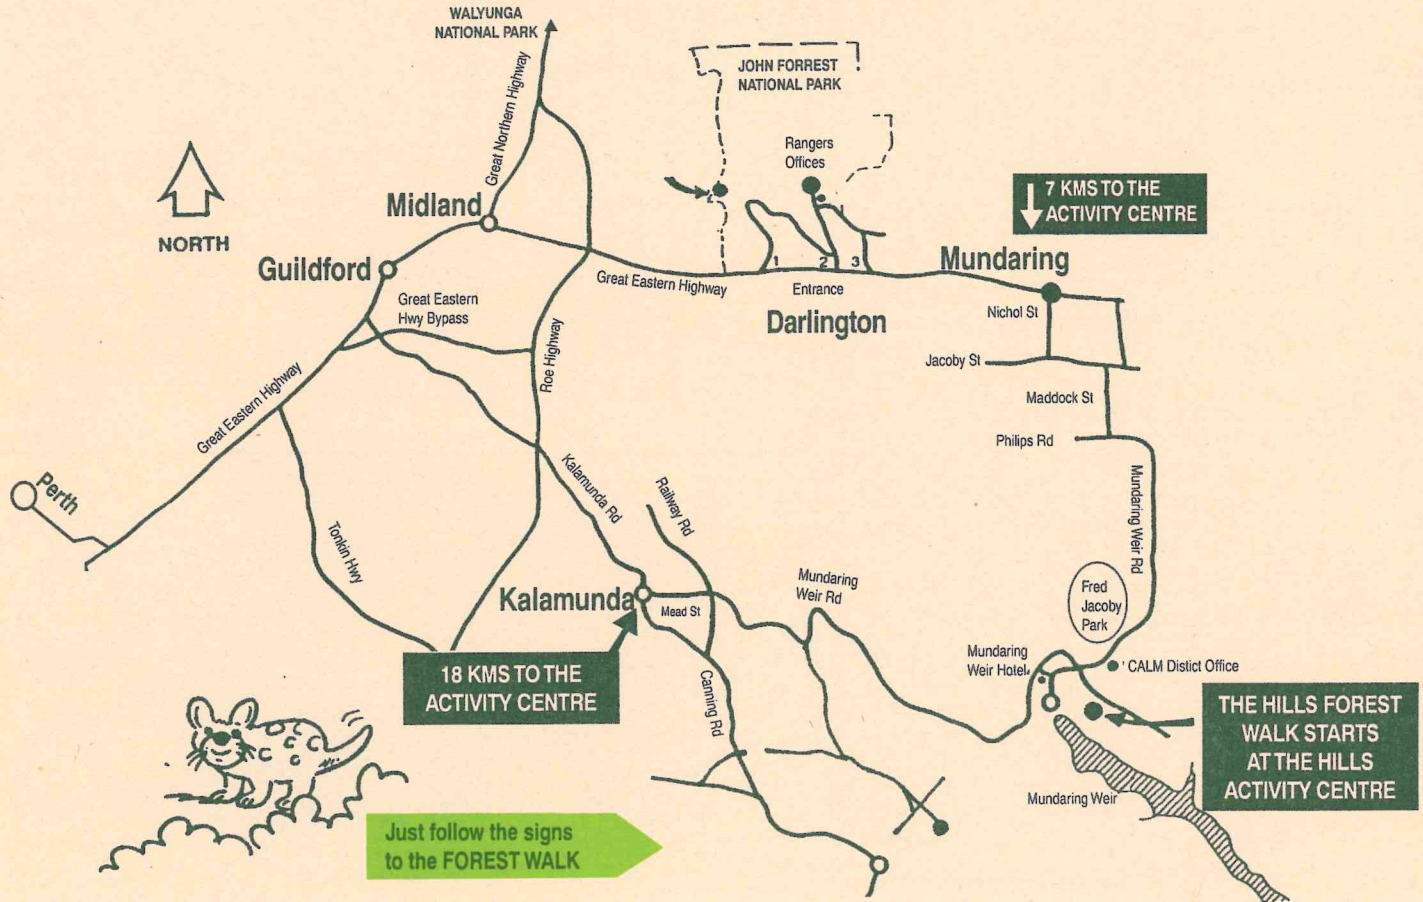 WALYUNGA
NATIONAL PARK
Great Northern Highway
JOHN FORREST
NATIONAL PARK
Rangers
Offices
NORTH
Midland
Guildford
7 KMS TO THE
ACTIVITY CENTRE
Mundaring
1
2
3
Great Eastern Highway
Entrance
Darlington
Nichol St
Great Eastern
Hwy Bypass
Roe Highway
Jacoby St
Maddock St
Great Eastern Highway
Philips Rd
Perth
Kalamunda Rd
Railway Rd
Mundaring Weir Rd
Tonkin Hwy
Kalamunda
Mead St
Mundaring
Weir Rd
Fred
Jacoby
Park
18 KMS TO THE
ACTIVITY CENTRE
Canning Rd
Mundaring
Weir Hotel
CALM Distict Office
THE HILLS FOREST
WALK STARTS
AT THE HILLS
ACTIVITY CENTRE
Mundaring Weir
Just follow the signs
to the FOREST WALK